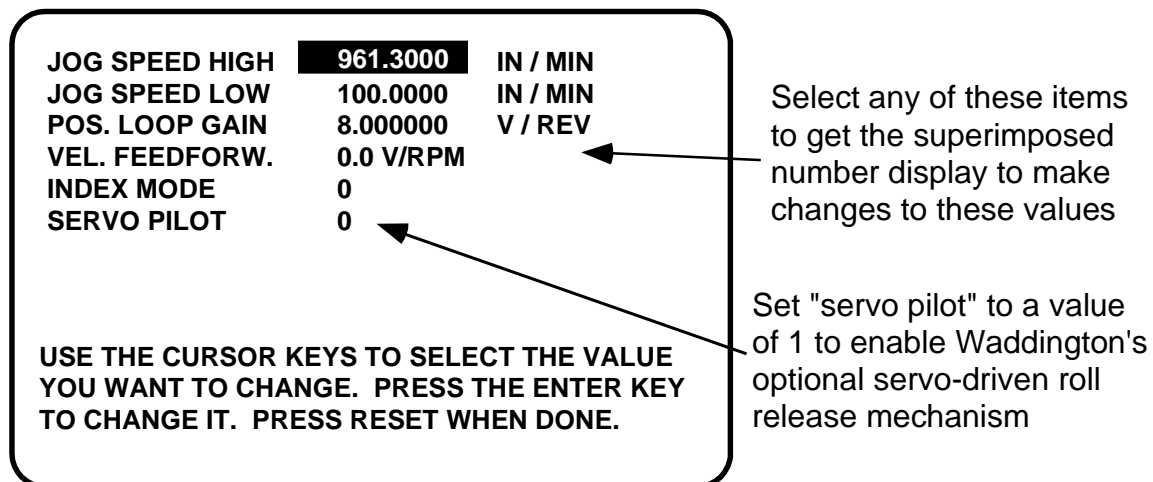 JOG SPEED HIGH 961.3000 IN / MIN
JOG SPEED LOW 100.0000 IN / MIN
POS. LOOP GAIN 8.000000 V / REV
VEL. FEEDFORW. 0.0 V/RPM
INDEX MODE 0
SERVO PILOT 0
USE THE CURSOR KEYS TO SELECT THE VALUE
YOU WANT TO CHANGE. PRESS THE ENTER KEY
TO CHANGE IT. PRESS RESET WHEN DONE.
Select any of these items
to get the superimposed
number display to make
changes to these values
Set "servo pilot" to a value
of 1 to enable Waddington's
optional servo-driven roll
release mechanism